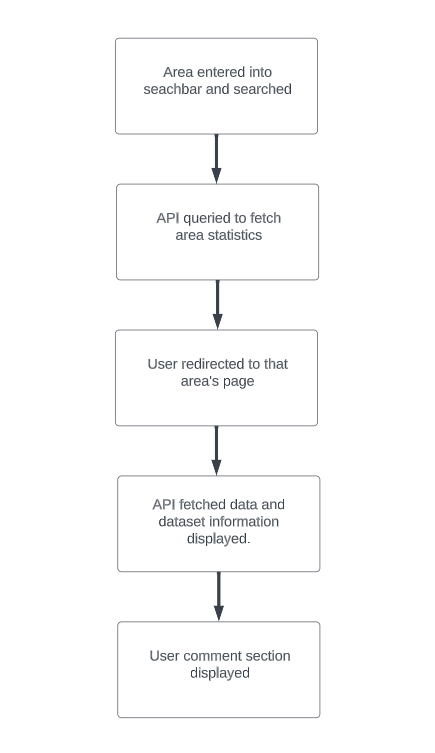 Area entered into
seachbar and searched
API queried to fetch
area statistics
User redirected to that
area's page
API fetched data and
dataset information
displayed.
User comment section
displayed